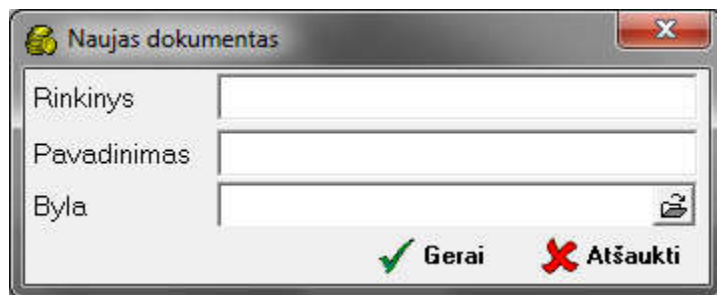 Naujas dokumentas
Rinkinys
Pavadinimas
Byla
Gerai Atšaukti